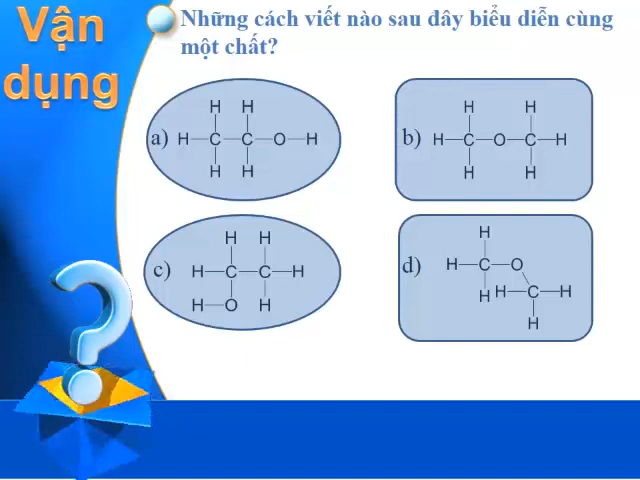 Vận
dụng
Những cách viết nào sau đây biểu diễn cùng
một chất?
a)
H H
H—C—C—O—H
H H
b)
H H
H—C—O—C—H
H H
c)
H H
H—C—C—H
H—O H
d)
H
H—C—O
H H—C—H
H
?